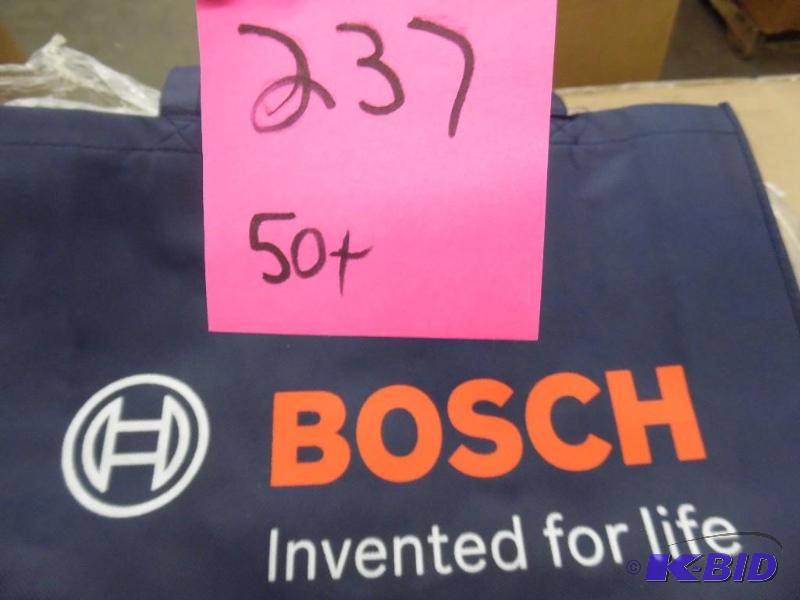 237
50+
BOSCH
Invented for life
© K-BID